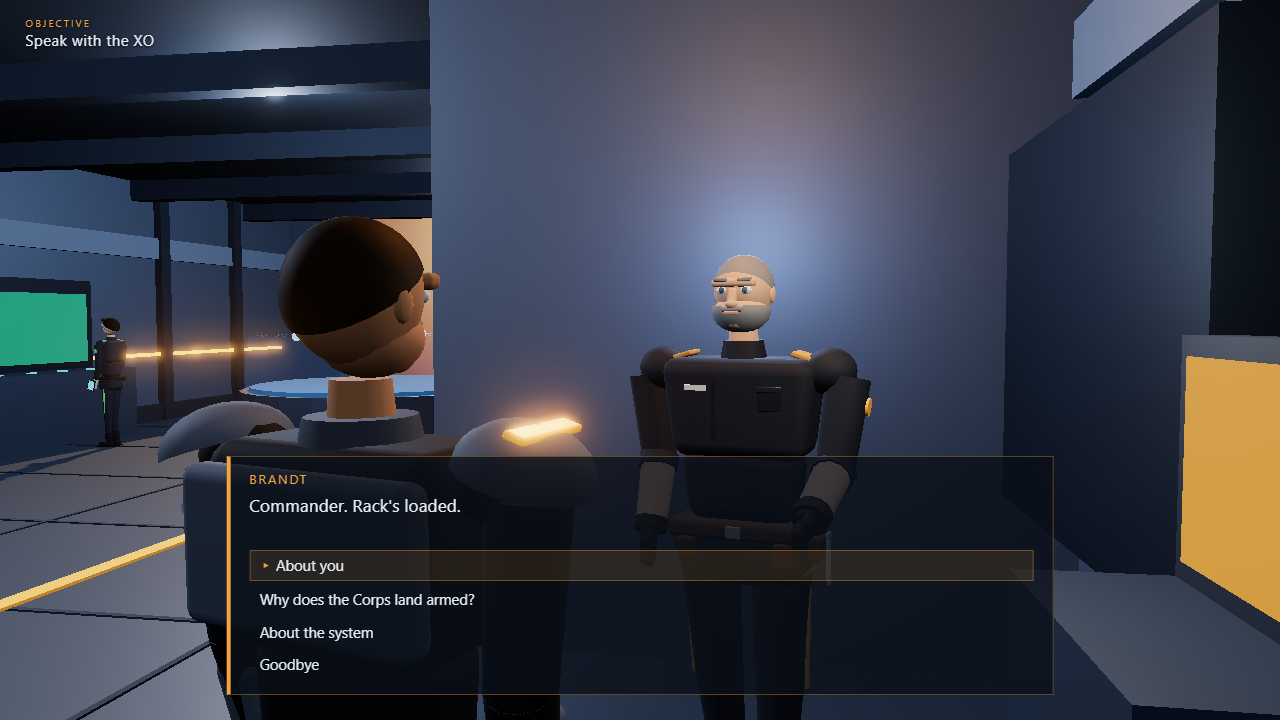 OBJECTIVE
Speak with the XO
BRANDT
Commander. Rack's loaded.
About you
Why does the Corps land armed?
About the system
Goodbye